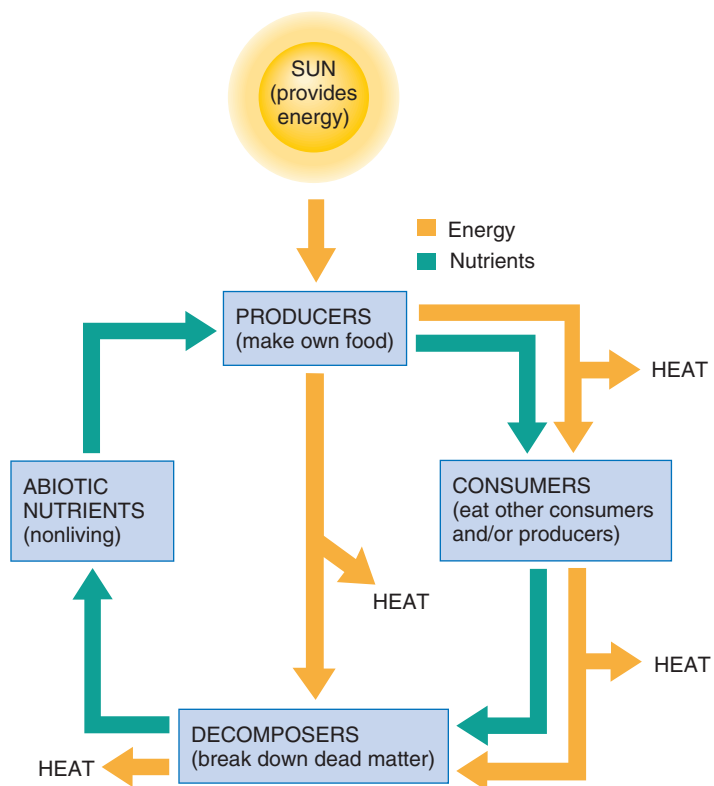 SUN
(provides
energy)
Energy
Nutrients
PRODUCERS
(make own food)
HEAT
ABIOTIC
NUTRIENTS
(nonliving)
CONSUMERS
(eat other consumers
and/or producers)
HEAT
HEAT
DECOMPOSERS
(break down dead matter)
HEAT